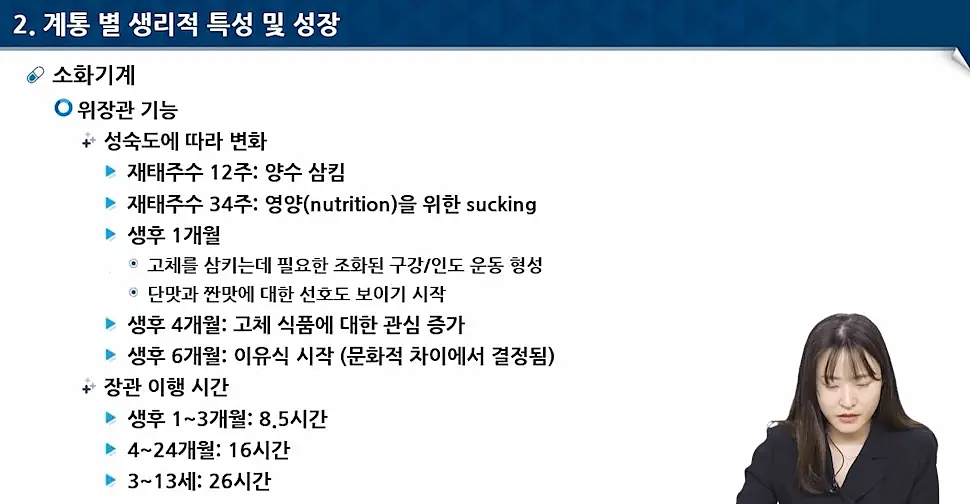 2. 계통 별 생리적 특성 및 성장
소화기계
위장관 기능
성숙도에 따라 변화
재태주수 12주: 양수 삼킴
재태주수 34주: 영양(nutrition)을 위한 sucking
생후 1개월
고체를 삼키는데 필요한 조화된 구강/인도 운동 형성
단맛과 짠맛에 대한 선호도 보이기 시작
생후 4개월: 고체 식품에 대한 관심 증가
생후 6개월: 이유식 시작 (문화적 차이에서 결정됨)
장관 이행 시간
생후 1~3개월: 8.5시간
4~24개월: 16시간
3~13세: 26시간